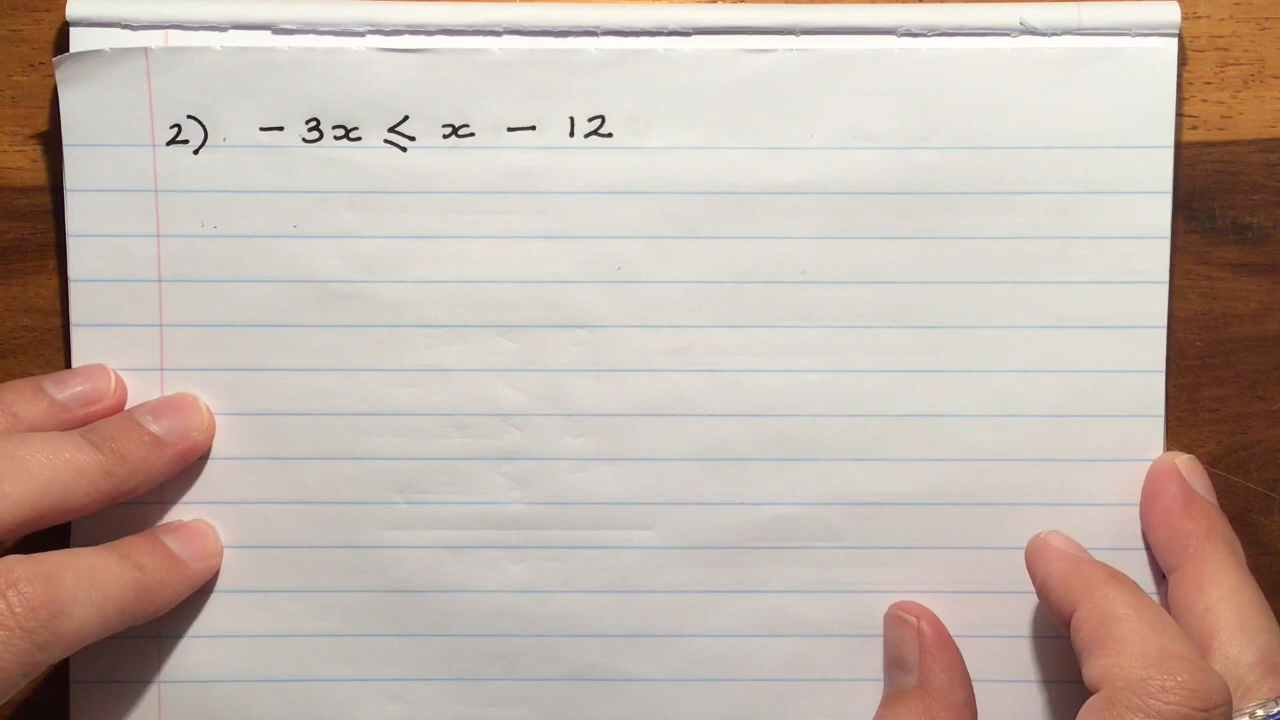 2) -3x ≤ x - 12